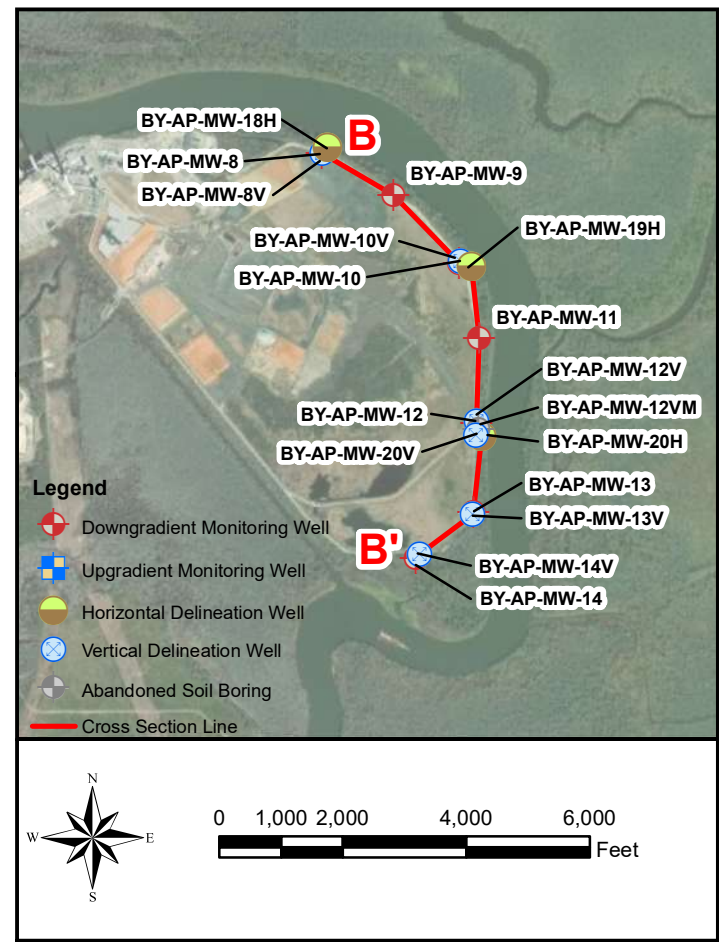 BY-AP-MW-18H
B
BY-AP-MW-8
BY-AP-MW-9
BY-AP-MW-8V
BY-AP-MW-10V
BY-AP-MW-19H
BY-AP-MW-10
BY-AP-MW-11
BY-AP-MW-12V
BY-AP-MW-12
BY-AP-MW-12VM
BY-AP-MW-20V
BY-AP-MW-20H
BY-AP-MW-13
BY-AP-MW-13V
B'
BY-AP-MW-14V
BY-AP-MW-14
Legend
Downgradient Monitoring Well
Upgradient Monitoring Well
Horizontal Delineation Well
Vertical Delineation Well
Abandoned Soil Boring
Cross Section Line
N
W
E
S
0 1,000 2,000 4,000 6,000
Feet